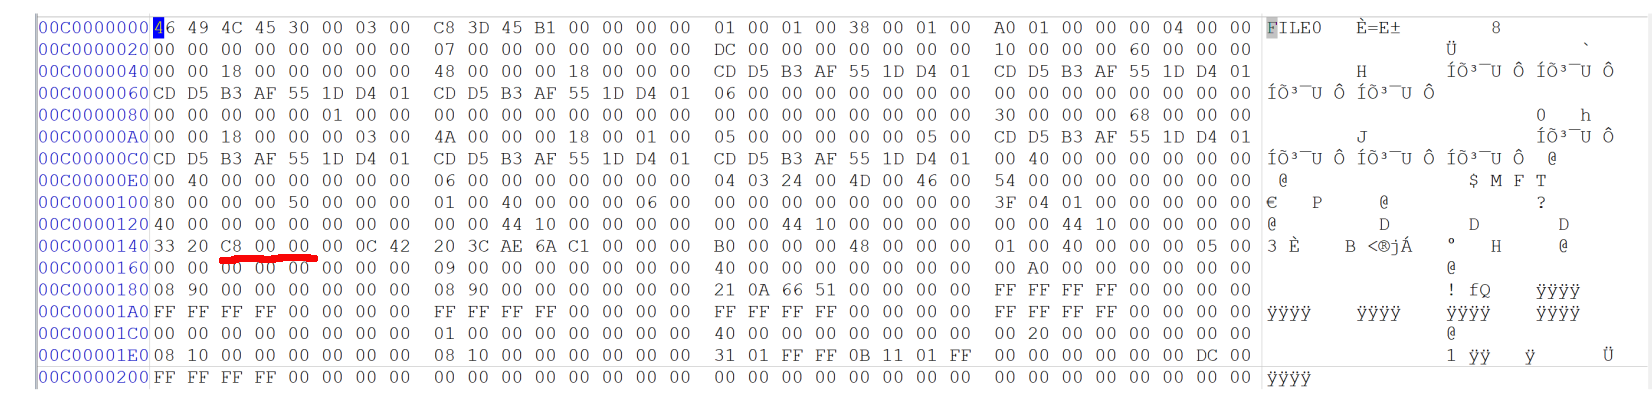 00C0000000 46 49 4C 45 30 00 03 00 C8 3D 45 B1 00 00 00 00 01 00 01 00 38 00 01 00 A0 01 00 00 00 04 00 00 FILE0 È=E± 8
00C0000020 00 00 00 00 00 00 00 00 07 00 00 00 00 00 00 00 DC 00 00 00 00 00 00 00 10 00 00 00 60 00 00 00 Ü `
00C0000040 00 00 18 00 00 00 00 00 48 00 00 00 18 00 00 00 CD D5 B3 AF 55 1D D4 01 CD D5 B3 AF 55 1D D4 01 H ÍÕ³¯U Ô ÍÕ³¯U Ô
00C0000060 CD D5 B3 AF 55 1D D4 01 CD D5 B3 AF 55 1D D4 01 06 00 00 00 00 00 00 00 00 00 00 00 00 00 00 00 ÍÕ³¯U Ô ÍÕ³¯U Ô
00C0000080 00 00 00 00 00 01 00 00 00 00 00 00 00 00 00 00 00 00 00 00 00 00 00 00 30 00 00 00 68 00 00 00 0 h
00C00000A0 00 00 18 00 00 00 03 00 4A 00 00 00 18 00 01 00 05 00 00 00 00 00 05 00 CD D5 B3 AF 55 1D D4 01 J ÍÕ³¯U Ô
00C00000C0 CD D5 B3 AF 55 1D D4 01 CD D5 B3 AF 55 1D D4 01 CD D5 B3 AF 55 1D D4 01 00 40 00 00 00 00 00 00 ÍÕ³¯U Ô ÍÕ³¯U Ô ÍÕ³¯U Ô @
00C00000E0 00 40 00 00 00 00 00 00 06 00 00 00 00 00 00 00 04 03 24 00 4D 00 46 00 54 00 00 00 00 00 00 00 @ $ M F T
00C0000100 80 00 00 00 50 00 00 00 01 00 40 00 00 00 06 00 00 00 00 00 00 00 00 00 3F 04 01 00 00 00 00 00 € P @ ?
00C0000120 40 00 00 00 00 00 00 00 00 00 44 10 00 00 00 00 00 00 44 10 00 00 00 00 00 00 44 10 00 00 00 00 @ D D D
00C0000140 33 20 C8 00 00 00 0C 42 20 3C AE 6A C1 00 00 00 B0 00 00 00 48 00 00 00 01 00 40 00 00 00 05 00 3 È B <®jÁ ° H @
00C0000160 00 00 00 00 00 00 00 00 09 00 00 00 00 00 00 00 40 00 00 00 00 00 00 00 00 A0 00 00 00 00 00 00 @
00C0000180 08 90 00 00 00 00 00 00 08 90 00 00 00 00 00 00 21 0A 66 51 00 00 00 00 FF FF FF FF 00 00 00 00 ! fQ ÿÿÿÿ
00C00001A0 FF FF FF FF 00 00 00 00 FF FF FF FF 00 00 00 00 FF FF FF FF 00 00 00 00 FF FF FF FF 00 00 00 00 ÿÿÿÿ ÿÿÿÿ ÿÿÿÿ ÿÿÿÿ
00C00001C0 00 00 00 00 00 00 00 00 01 00 00 00 00 00 00 00 40 00 00 00 00 00 00 00 00 20 00 00 00 00 00 00 @
00C00001E0 08 10 00 00 00 00 00 00 08 10 00 00 00 00 00 00 31 01 FF FF 0B 11 01 FF 00 00 00 00 00 00 DC 00 1 ÿÿ ÿ Ü
00C0000200 FF FF FF FF 00 00 00 00 00 00 00 00 00 00 00 00 00 00 00 00 00 00 00 00 00 00 00 00 00 00 00 00 ÿÿÿÿ